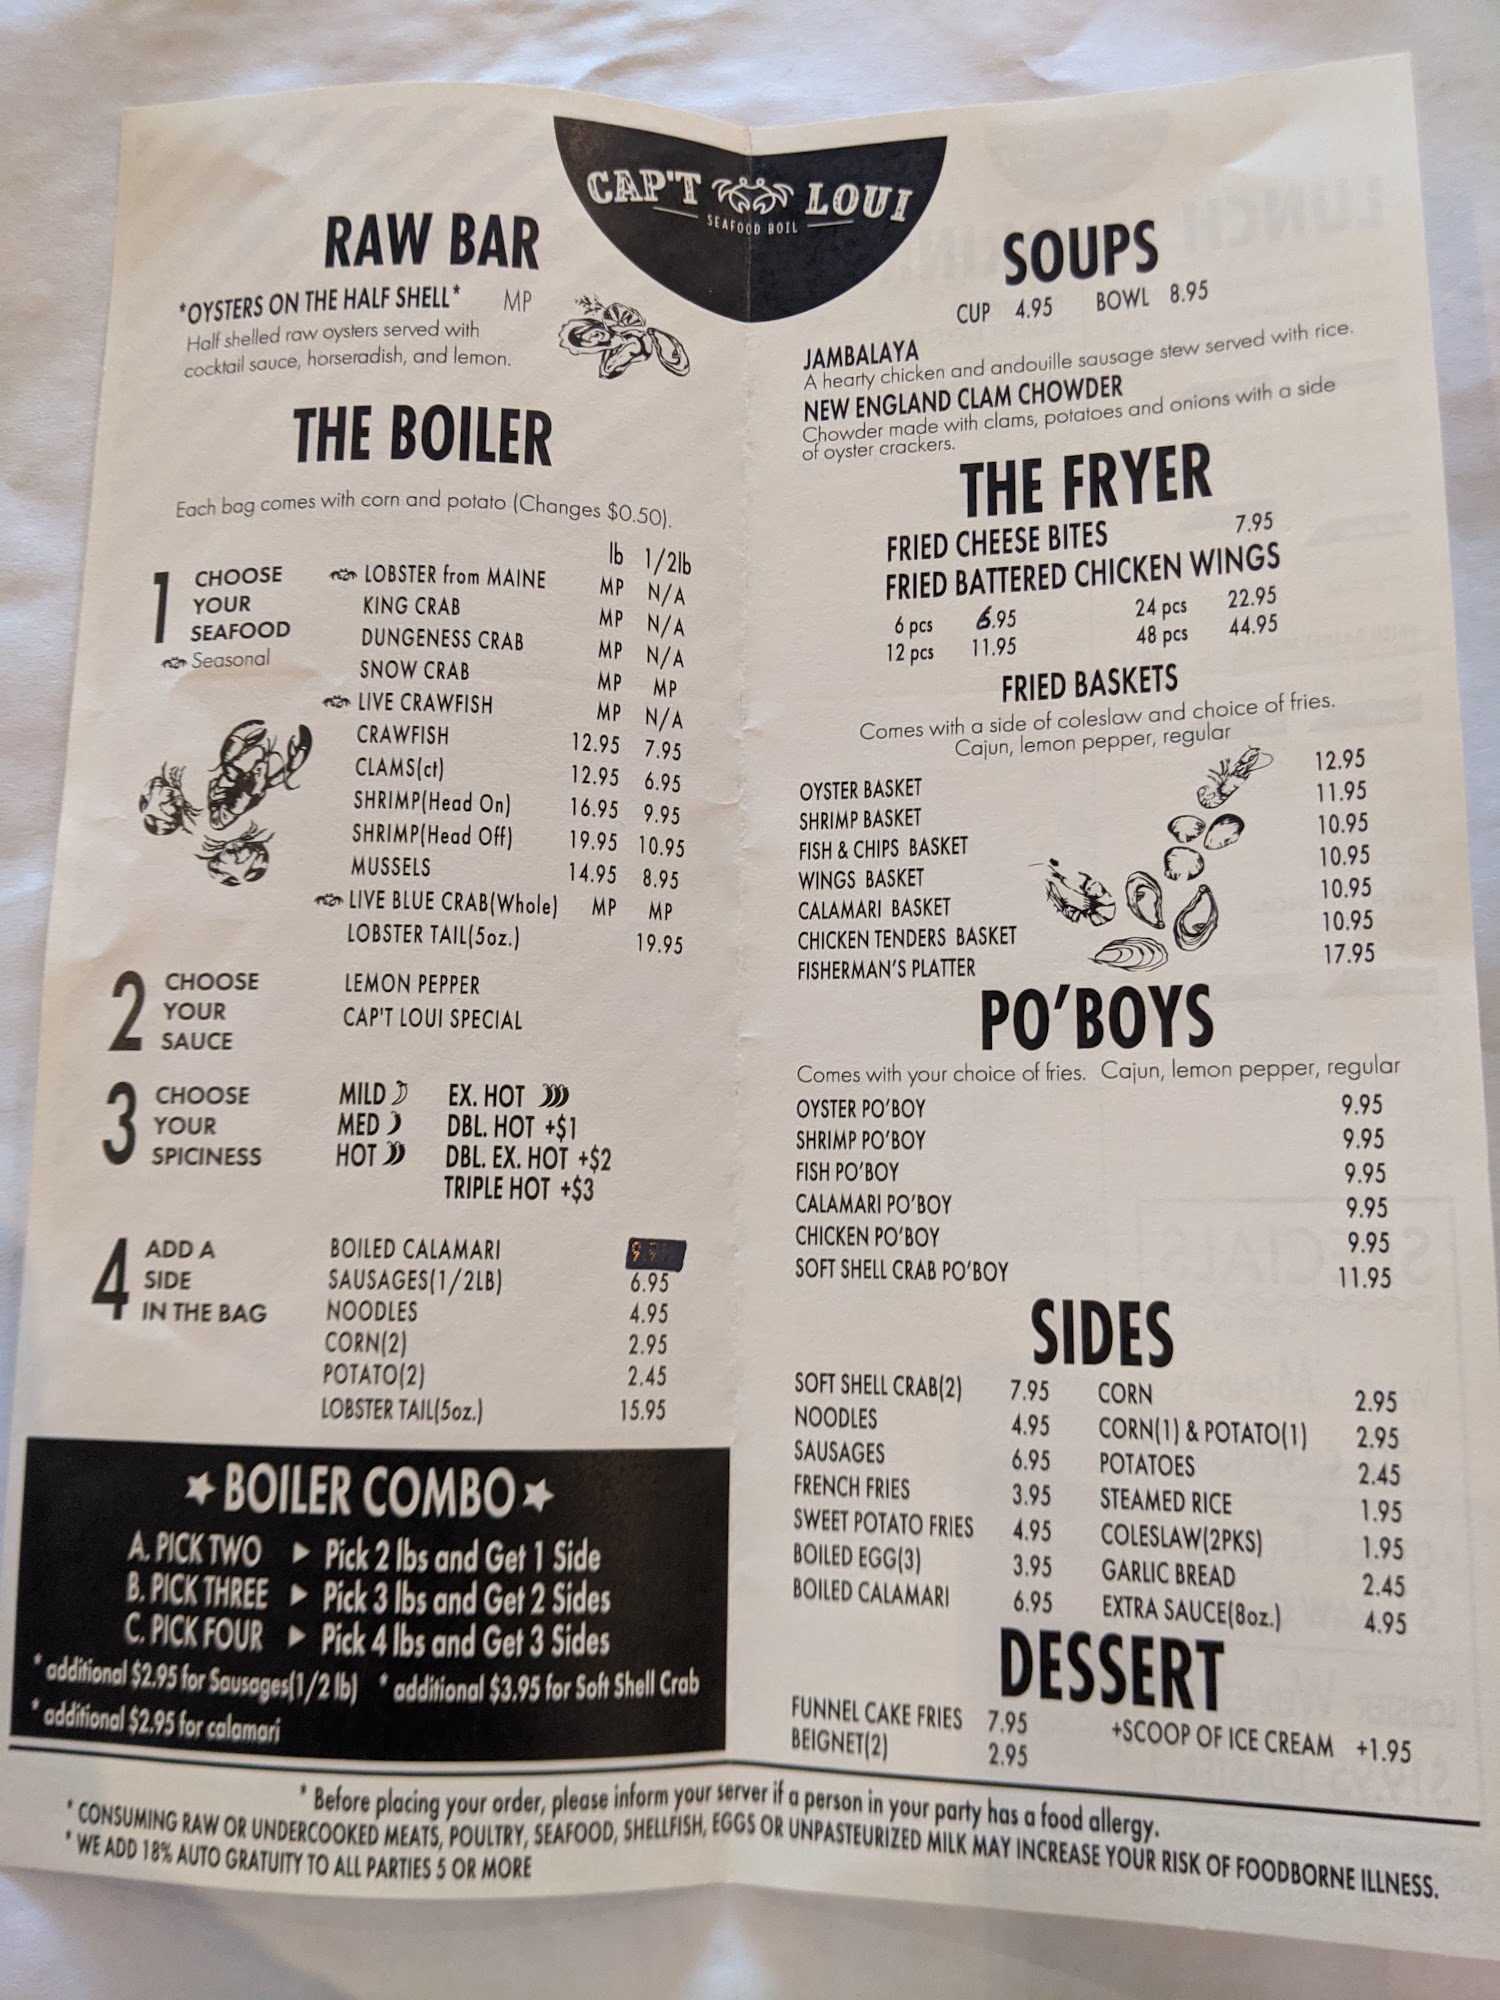 CAP'T LOUI
SEAFOOD BOIL
RAW BAR
*OYSTERS ON THE HALF SHELL* MP
Half shelled raw oysters served with
cocktail sauce, horseradish, and lemon.
THE BOILER
Each bag comes with corn and potato (Changes $0.50).
lb 1/2lb
1 CHOOSE YOUR SEAFOOD
Seasonal
LOBSTER from MAINE MP N/A
KING CRAB MP N/A
DUNGENESS CRAB MP N/A
SNOW CRAB MP MP
LIVE CRAWFISH MP N/A
CRAWFISH 12.95 7.95
CLAMS(ct) 12.95 6.95
SHRIMP(Head On) 16.95 9.95
SHRIMP(Head Off) 19.95 10.95
MUSSELS 14.95 8.95
LIVE BLUE CRAB(Whole) MP MP
LOBSTER TAIL(5oz.) 19.95
2 CHOOSE YOUR SAUCE
LEMON PEPPER
CAP'T LOUI SPECIAL
3 CHOOSE YOUR SPICINESS
MILD EX. HOT
MED DBL. HOT +$1
HOT DBL. EX. HOT +$2
TRIPLE HOT +$3
4 ADD A SIDE IN THE BAG
BOILED CALAMARI
SAUSAGES(1/2LB) 6.95
NOODLES 4.95
CORN(2) 2.95
POTATO(2) 2.45
LOBSTER TAIL(5oz.) 15.95
BOILER COMBO
A. PICK TWO ▶ Pick 2 lbs and Get 1 Side
B. PICK THREE ▶ Pick 3 lbs and Get 2 Sides
C. PICK FOUR ▶ Pick 4 lbs and Get 3 Sides
* additional $2.95 for Sausages(1/2 lb) * additional $3.95 for Soft Shell Crab
* additional $2.95 for calamari
SOUPS
CUP 4.95 BOWL 8.95
JAMBALAYA
A hearty chicken and andouille sausage stew served with rice.
NEW ENGLAND CLAM CHOWDER
Chowder made with clams, potatoes and onions with a side
of oyster crackers.
THE FRYER
FRIED CHEESE BITES 7.95
FRIED BATTERED CHICKEN WINGS
6 pcs 6.95 24 pcs 22.95
12 pcs 11.95 48 pcs 44.95
FRIED BASKETS
Comes with a side of coleslaw and choice of fries.
Cajun, lemon pepper, regular
OYSTER BASKET 12.95
SHRIMP BASKET 11.95
FISH & CHIPS BASKET 10.95
WINGS BASKET 10.95
CALAMARI BASKET 10.95
CHICKEN TENDERS BASKET 10.95
FISHERMAN'S PLATTER 17.95
PO'BOYS
Comes with your choice of fries. Cajun, lemon pepper, regular
OYSTER PO'BOY 9.95
SHRIMP PO'BOY 9.95
FISH PO'BOY 9.95
CALAMARI PO'BOY 9.95
CHICKEN PO'BOY 9.95
SOFT SHELL CRAB PO'BOY 11.95
SIDES
SOFT SHELL CRAB(2) 7.95 CORN 2.95
NOODLES 4.95 CORN(1) & POTATO(1) 2.95
SAUSAGES 6.95 POTATOES 2.45
FRENCH FRIES 3.95 STEAMED RICE 1.95
SWEET POTATO FRIES 4.95 COLESLAW(2PKS) 1.95
BOILED EGG(3) 3.95 GARLIC BREAD 2.45
BOILED CALAMARI 6.95 EXTRA SAUCE(8oz.) 4.95
DESSERT
FUNNEL CAKE FRIES 7.95 +SCOOP OF ICE CREAM +1.95
BEIGNET(2) 2.95
* Before placing your order, please inform your server if a person in your party has a food allergy.
* CONSUMING RAW OR UNDERCOOKED MEATS, POULTRY, SEAFOOD, SHELLFISH, EGGS OR UNPASTEURIZED MILK MAY INCREASE YOUR RISK OF FOODBORNE ILLNESS.
* WE ADD 18% AUTO GRATUITY TO ALL PARTIES 5 OR MORE